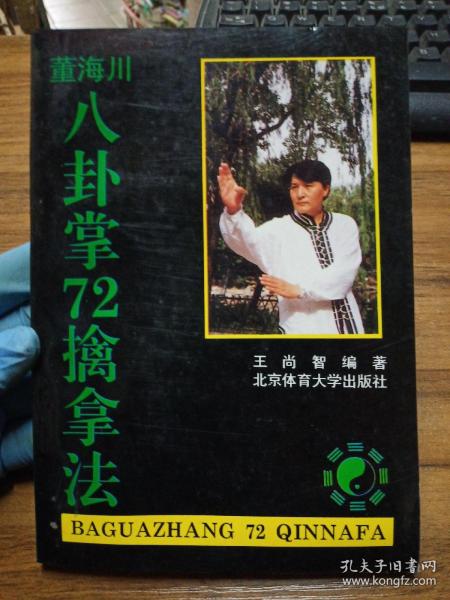 董海川
八卦掌72擒拿法
王尚智编著
北京体育大学出版社
BAGUAZHANG 72 QINNAFA
孔夫子旧书网
www.kongfz.com